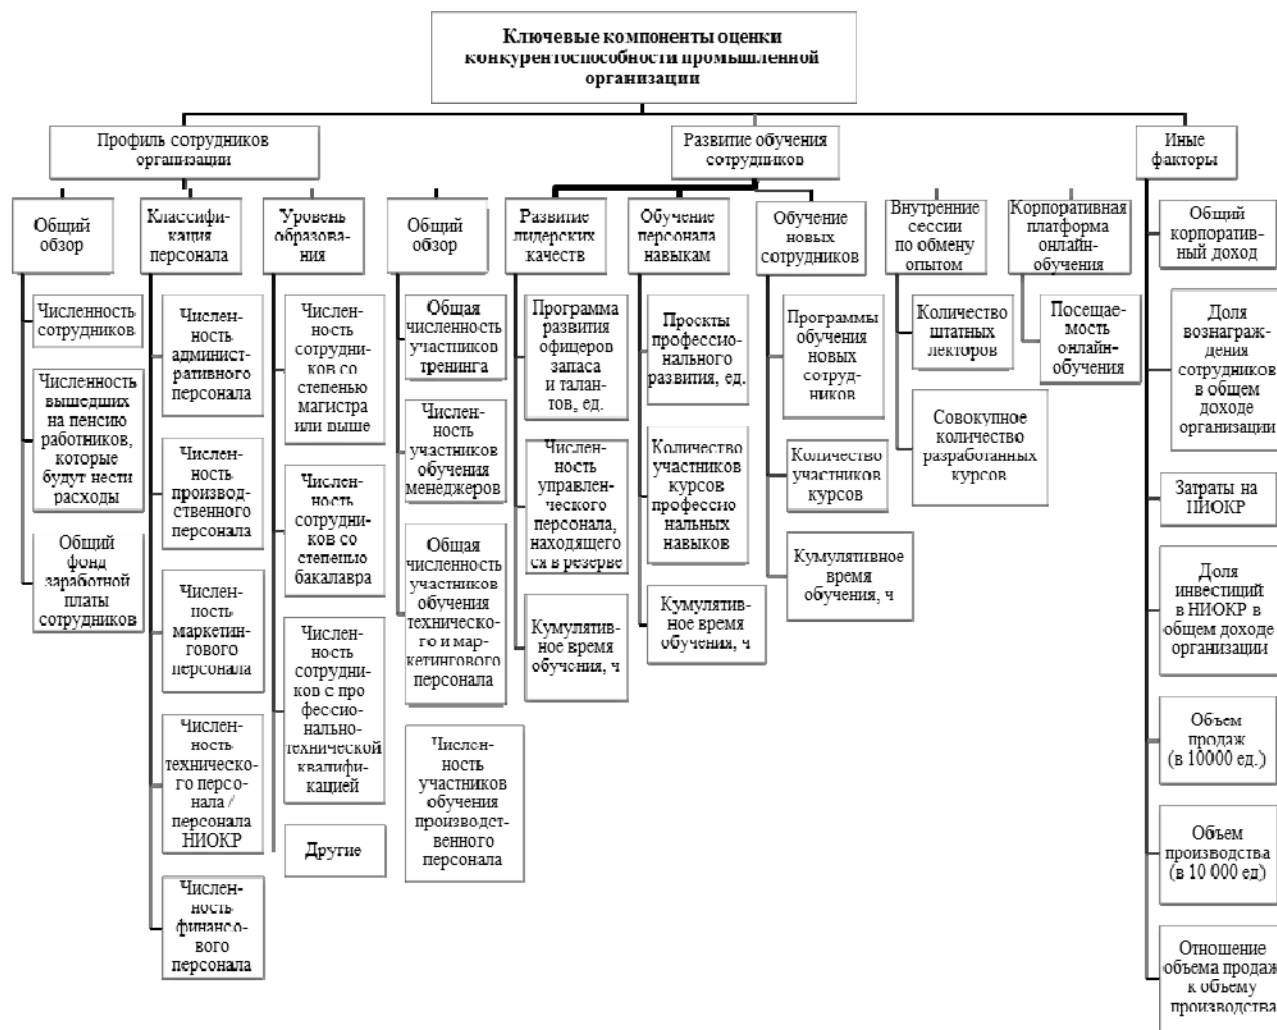 Ключевые компоненты оценки
конкурентоспособности промышленной
организации
Профиль сотрудников
организации
Развитие обучения
сотрудников
Иные
факторы
Общий
обзор
Классифи-
кация
персонала
Уровень
образова-
ния
Общий
обзор
Развитие
лидерских
качеств
Обучение
персонала
навыкам
Обучение
новых
сотрудников
Внутренние
сессии
по обмену
опытом
Корпоративная
платформа
онлайн-
обучения
Общий
корпоратив-
ный доход
Численность
сотрудников
Численность
вышедших
на пенсию
работников,
которые
будут нести
расходы
Общий
фонд
заработной
платы
сотрудников
Числен-
ность
админист-
ративного
персонала
Числен-
ность
производ-
ственного
персонала
Числен-
ность
маркетин-
гового
персонала
Числен-
ность
техническо-
го персо-
нала /
персонала
НИОКР
Числен-
ность
финансо-
вого
персонала
Числен-
ность
сотрудни-
ков со
степенью
магистра
или выше
Числен-
ность
сотрудни-
ков со
степенью
бакалавра
Числен-
ность
сотрудни-
ков с про
фессио-
нально-
технической
квалифи-
кацией
Другие
Общая
численность
участников
тренинга
Числен-
ность
участников
обучения
менеджеров
Общая
численность
участников
обучения
техническо-
го и мар-
кетингового
персонала
Числен-
ность
участников
обучения
производст-
венного
персонала
Программа
развития
офицеров
запаса
и талан-
тов, ед.
Числен-
ность
управлен-
ческого
персонала,
находящего
ся в резерве
Кумулятив-
ное время
обучения, ч
Проекты
профессио-
нального
развития, ед.
Количество
участников
курсов
профессио
нальных
навыков
Кумулятив-
ное время
обучения, ч
Программы
обучения
новых
сотруд-
ников
Количество
участников
курсов
Кумулятивное
время
обучения, ч
Количество
штатных
лекторов
Совокупное
количество
разработанных
курсов
Посещае-
мость
онлайн-
обучения
Доля
вознаграж-
дения
сотрудников
в общем
доходе
организации
Затраты на
НИОКР
Доля
инвестиций
в НИОКР в
общем доходе
организации
Объем
продаж
(в 10000 ед.)
Объем
производства
(в 10 000 ед)
Отношение
объема продаж
к объему
производства